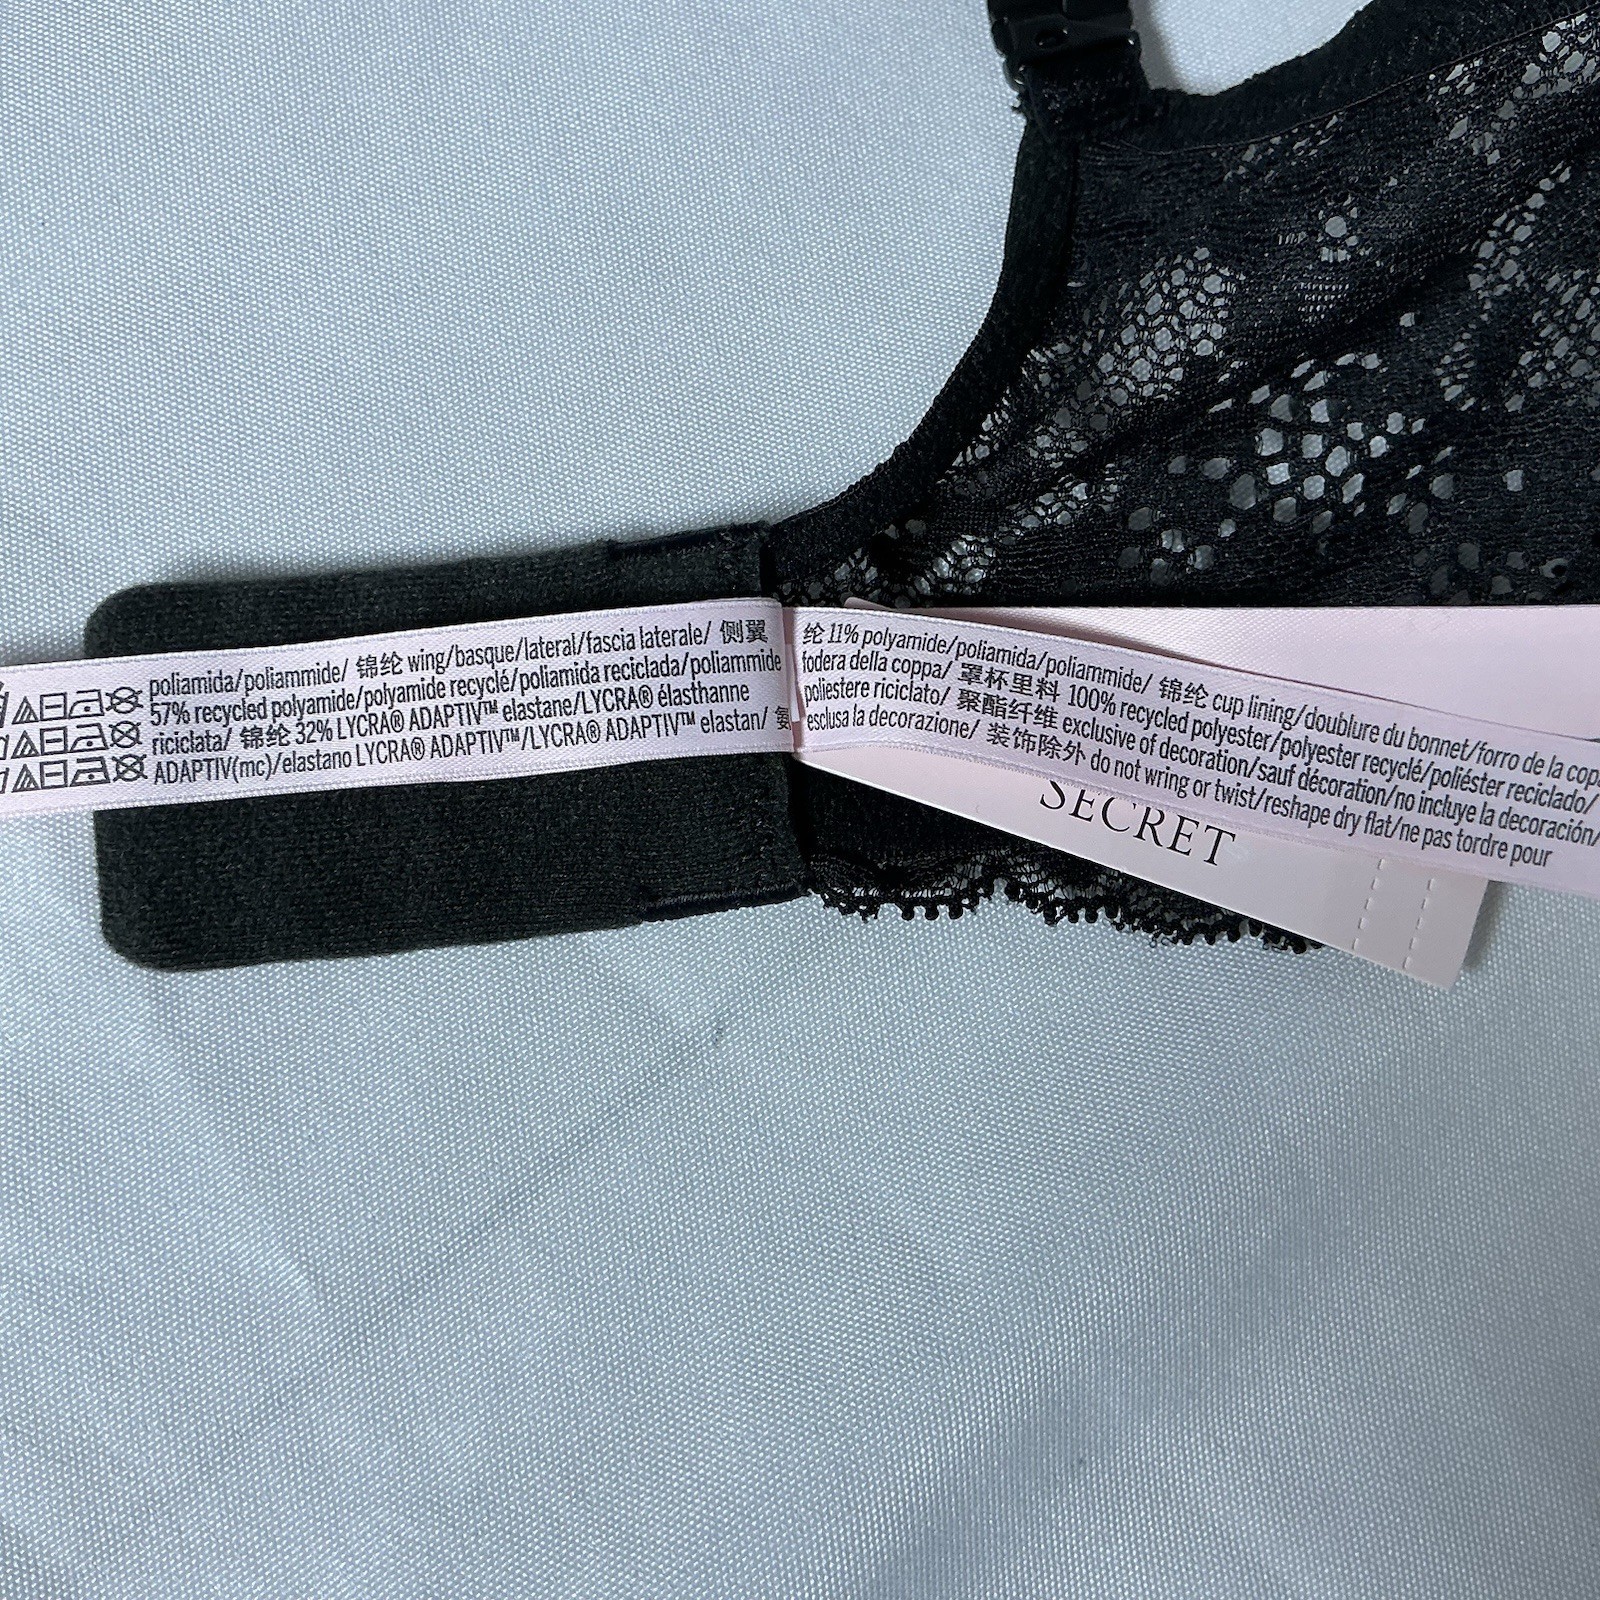 poliamida/poliammide/ 锦纶 wing/basque/lateral/fascia laterale/ 侧翼
57% recycled polyamide/polyamide recyclé/poliamida reciclada/poliammide
riciclata/ 锦纶 32% LYCRA® ADAPTIV™ elastane/LYCRA® élasthanne
ADAPTIV(mc)/elastano LYCRA® ADAPTIV™/LYCRA® ADAPTIV™ elastan/ 氨
纶 11% polyamide/poliamida/poliammide/ 锦纶 cup lining/doublure du bonnet/forro de la copa
fodera della coppa/ 罩杯里料 100% recycled polyester/polyester recyclé/poliéster reciclado/
poliestere riciclato/ 聚酯纤维 exclusive of decoration/sauf décoration/no incluye la decoración/
esclusa la decorazione/ 装饰除外 do not wring or twist/reshape dry flat/ne pas tordre pour
SECRET